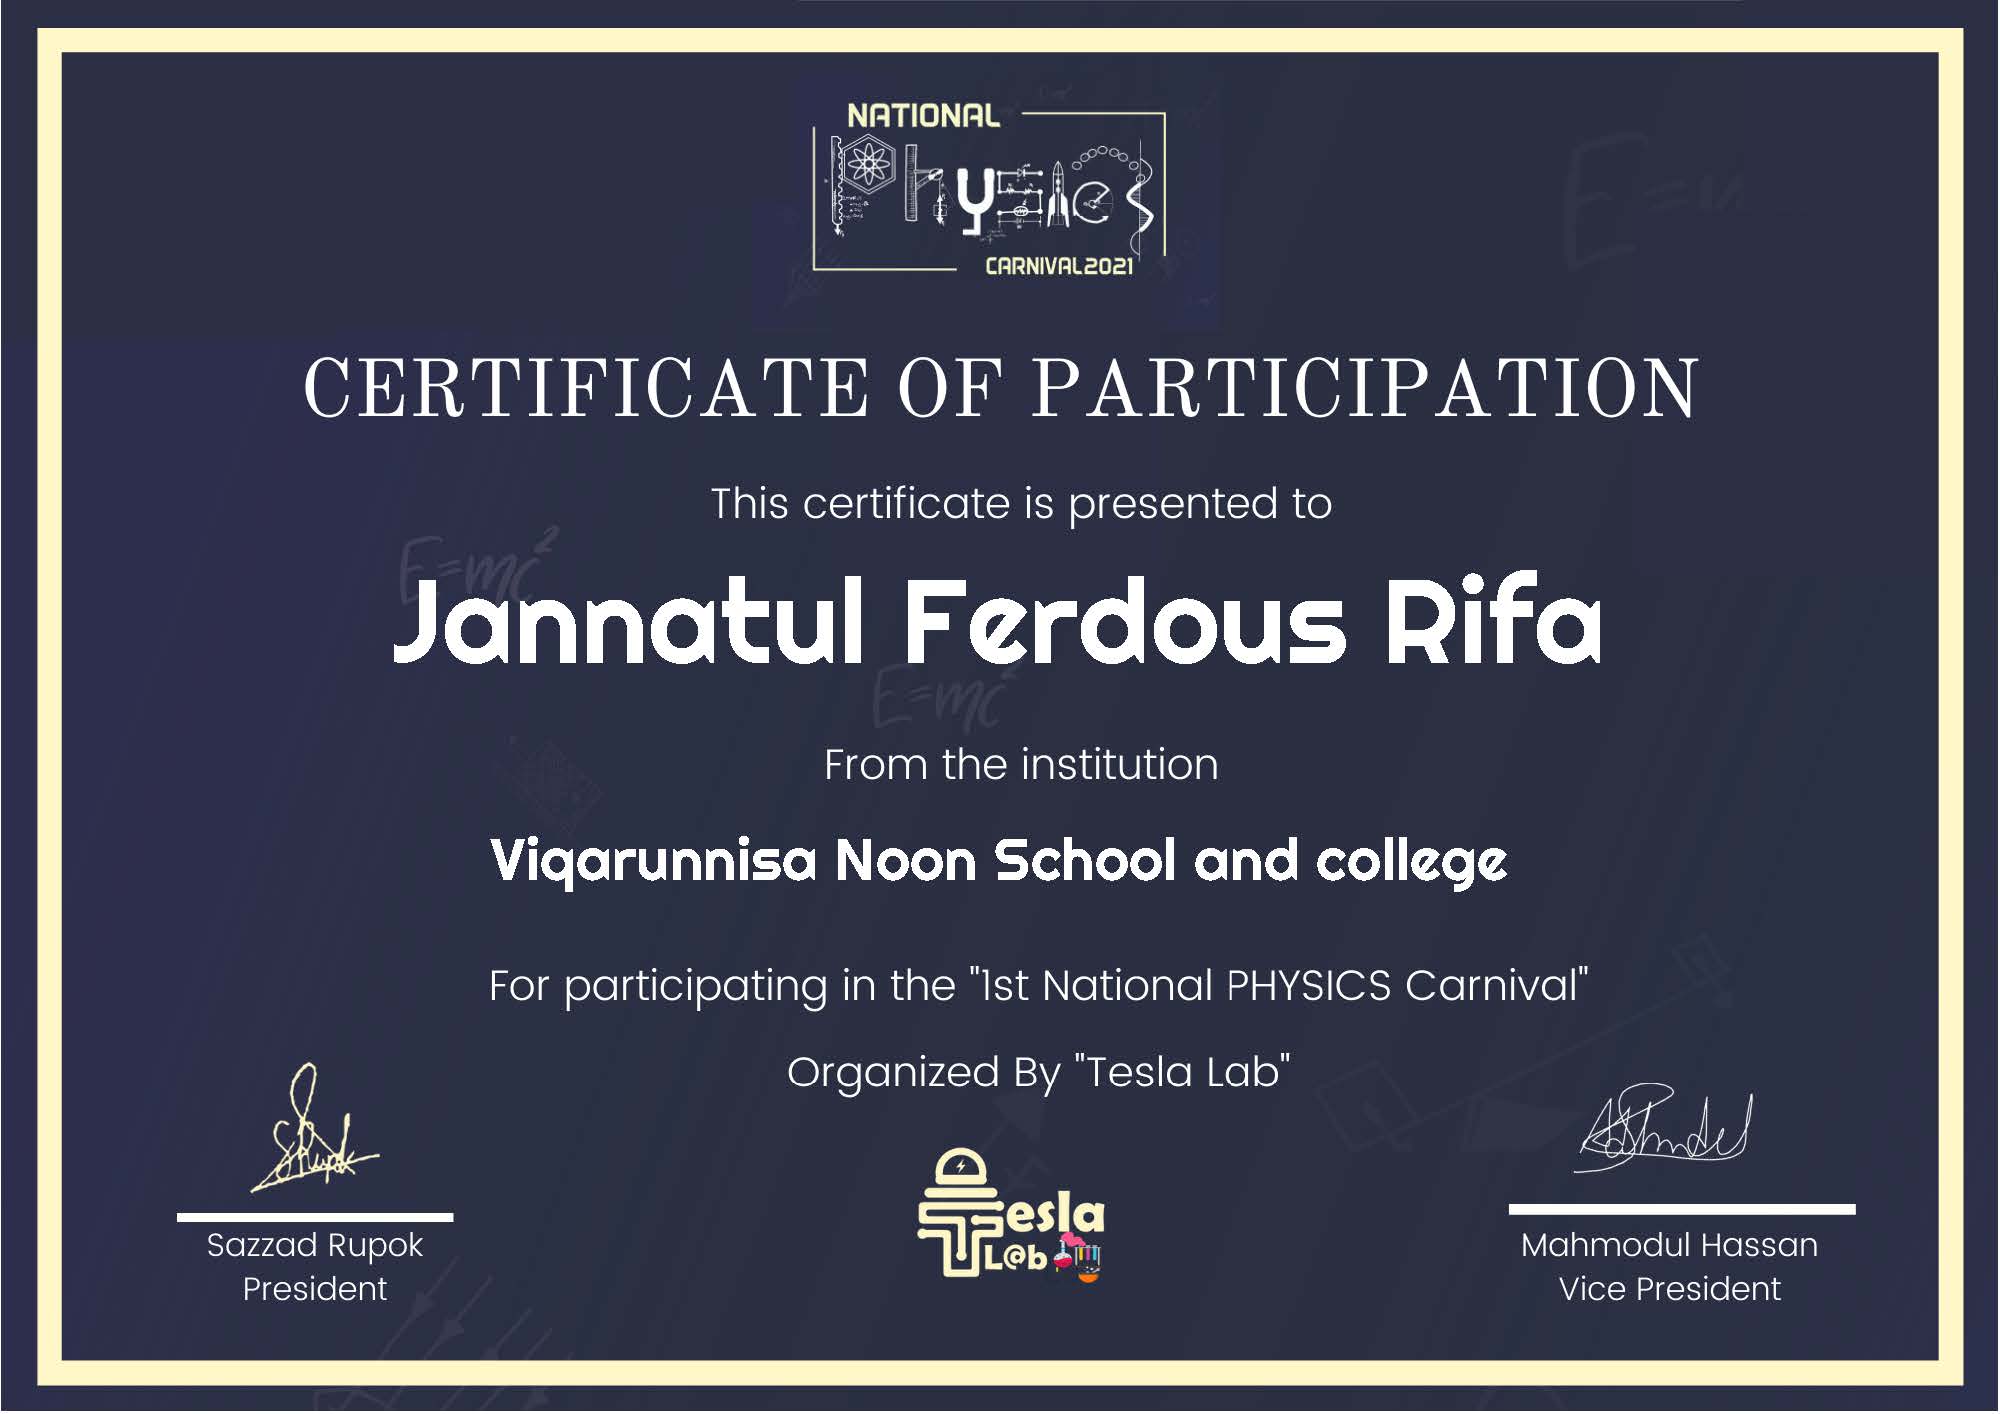 NATIONAL
Physics
CARNIVAL2021
CERTIFICATE OF PARTICIPATION
This certificate is presented to
E=mc²
Jannatul Ferdous Rifa
E=mc²
From the institution
Viqarunnisa Noon School and college
For participating in the "1st National PHYSICS Carnival"
Organized By "Tesla Lab"
Tesla
L@b
Sazzad Rupok
President
Mahmodul Hassan
Vice President